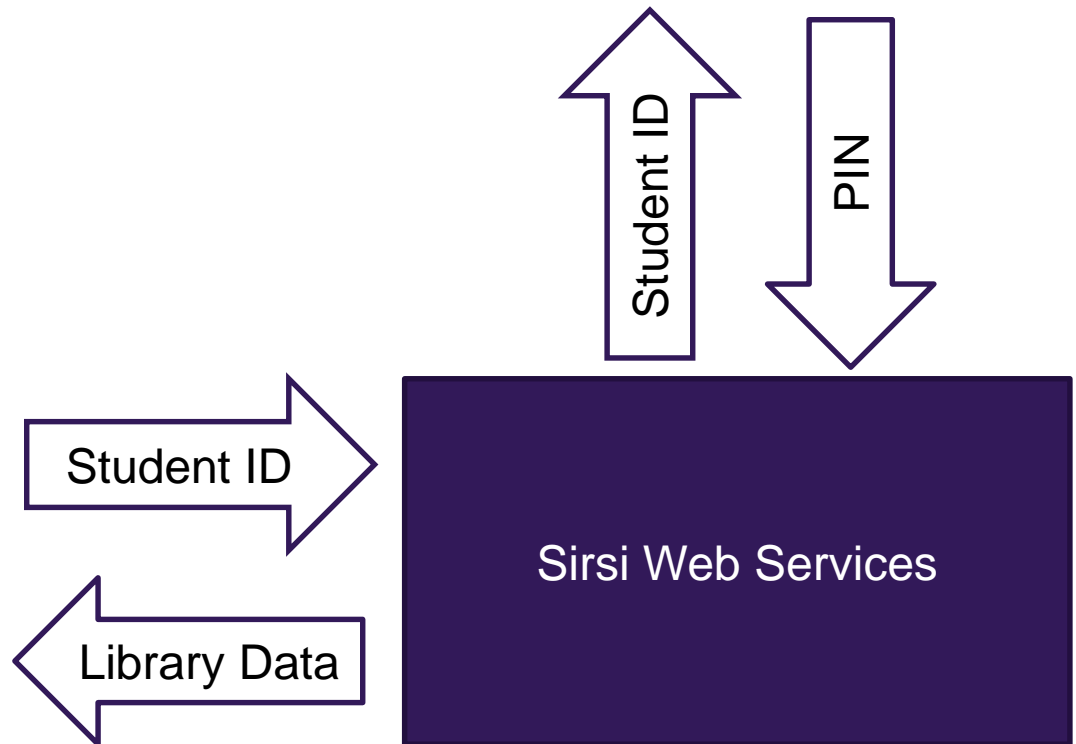 Student ID
PIN
Student ID
Sirsi Web Services
Library Data